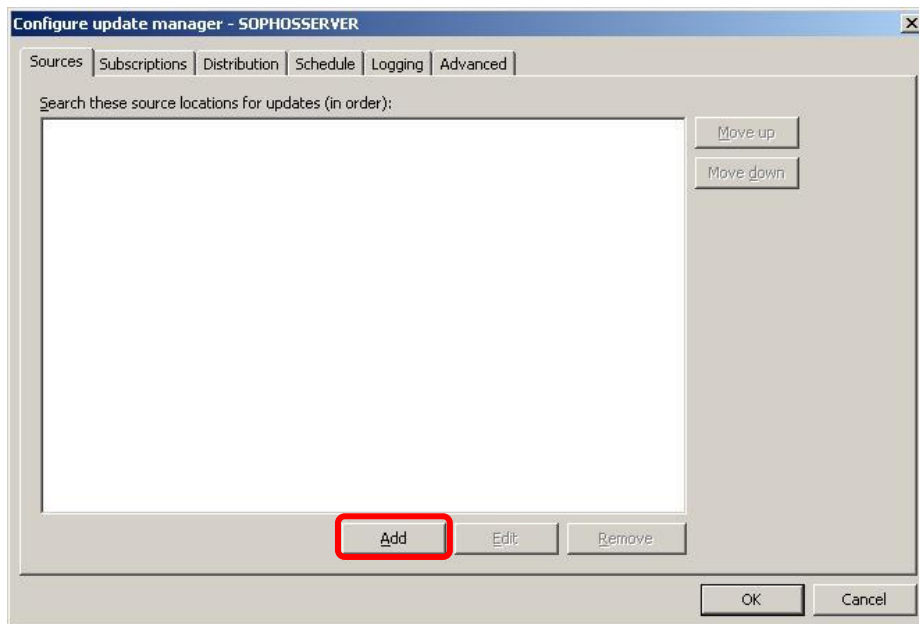 Configure update manager - SOPHOSSERVER
Sources Subscriptions Distribution Schedule Logging Advanced
Search these source locations for updates (in order):
Move up
Move down
Add Edit Remove
OK Cancel